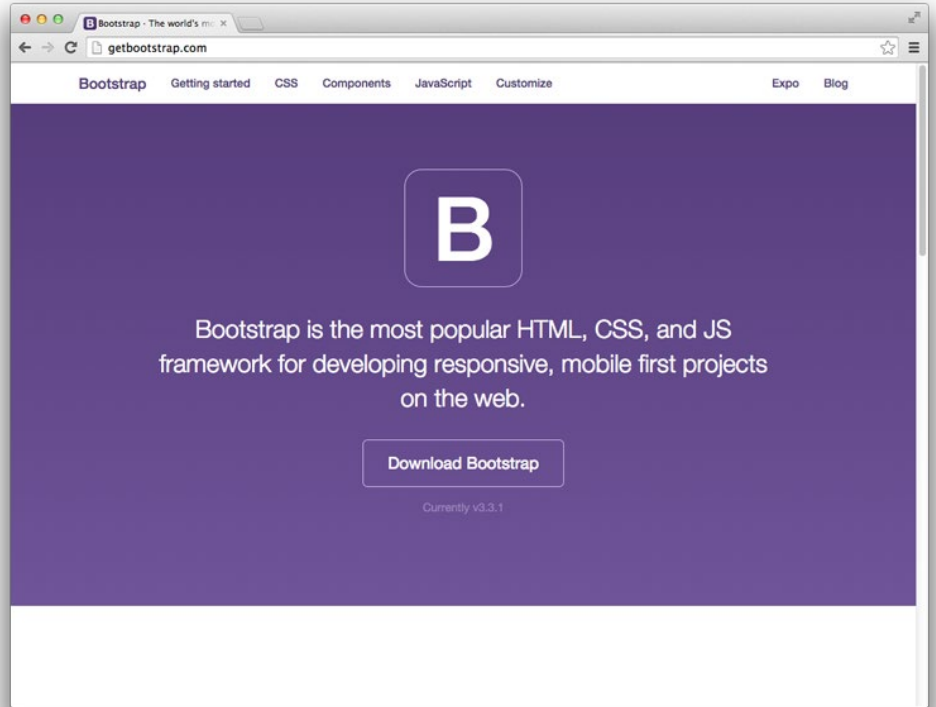 Bootstrap · The world's mo
getbootstrap.com
Bootstrap Getting started CSS Components JavaScript Customize Expo Blog
B
Bootstrap is the most popular HTML, CSS, and JS
framework for developing responsive, mobile first projects
on the web.
Download Bootstrap
Currently v3.3.1